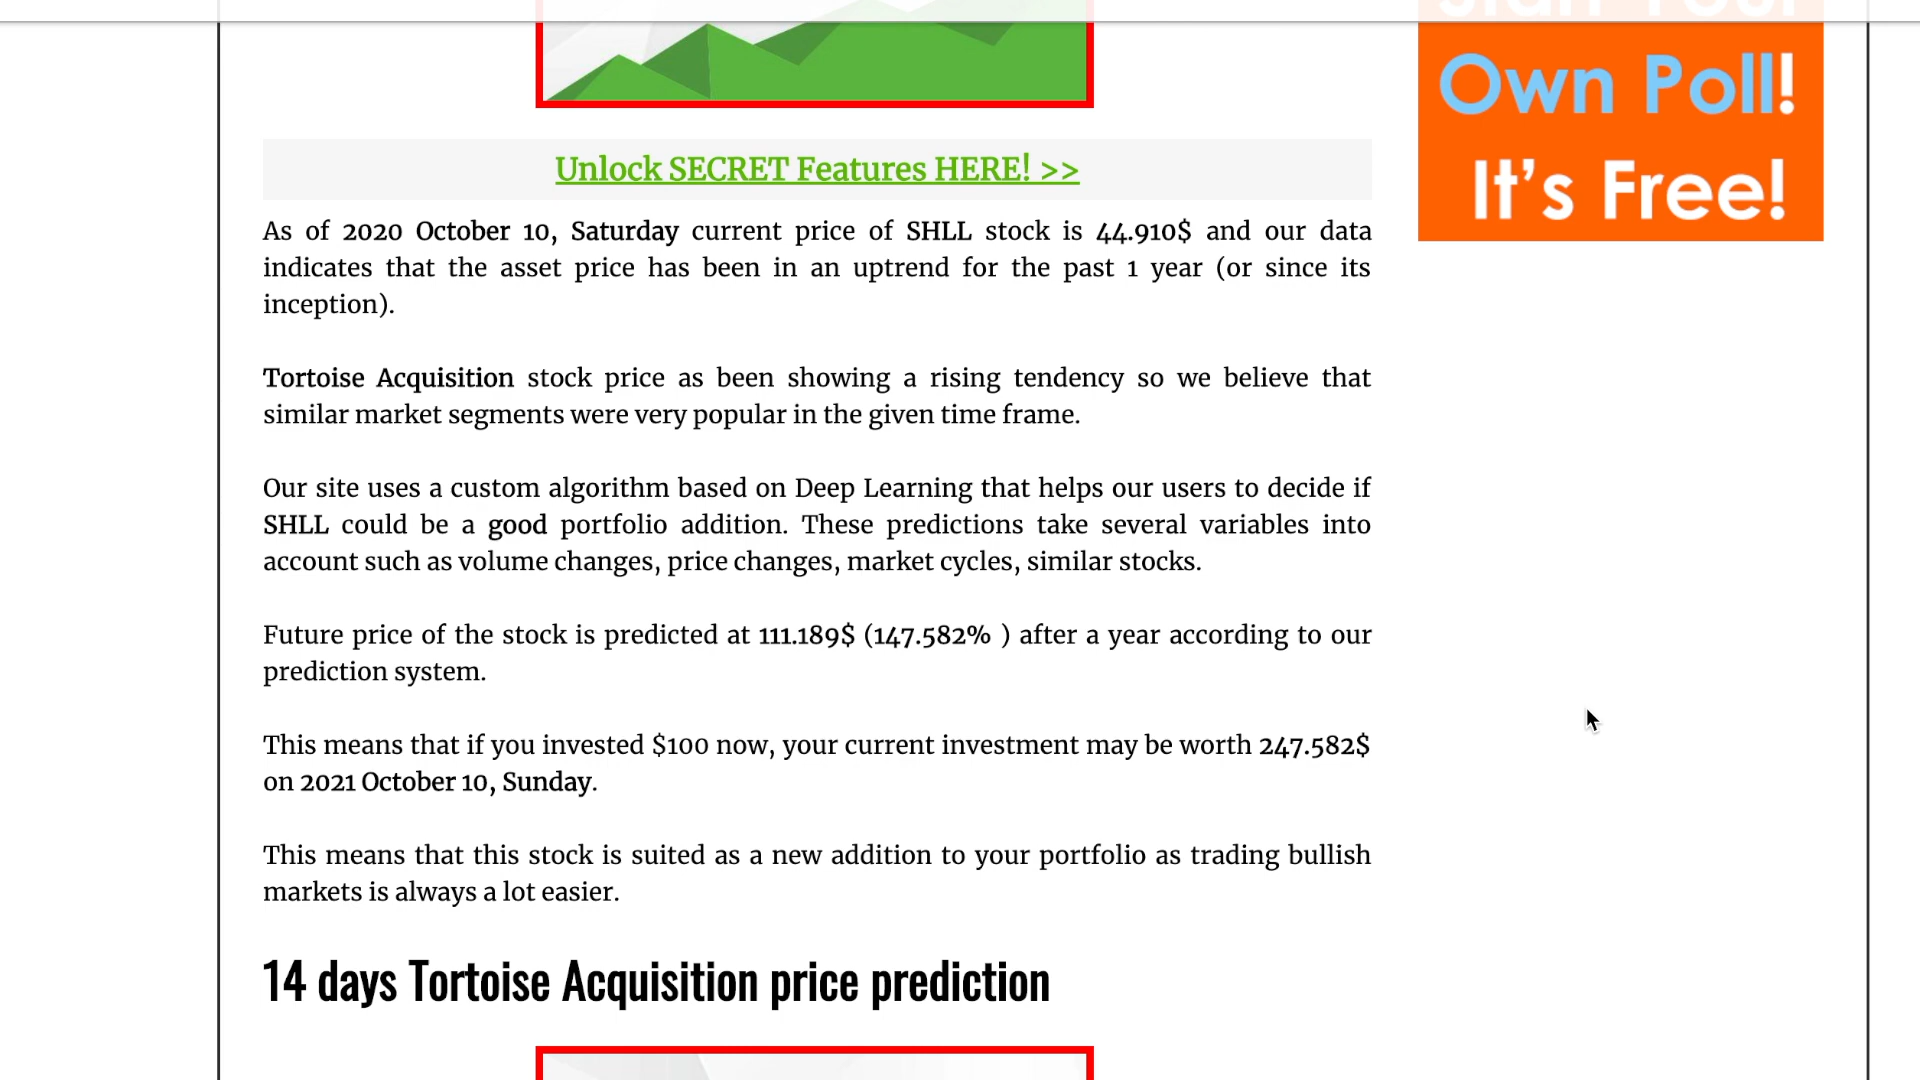 Own Poll!
It's Free!
Unlock SECRET Features HERE! >>
As of 2020 October 10, Saturday current price of SHLL stock is 44.910$ and our data
indicates that the asset price has been in an uptrend for the past 1 year (or since its
inception).
Tortoise Acquisition stock price as been showing a rising tendency so we believe that
similar market segments were very popular in the given time frame.
Our site uses a custom algorithm based on Deep Learning that helps our users to decide if
SHLL could be a good portfolio addition. These predictions take several variables into
account such as volume changes, price changes, market cycles, similar stocks.
Future price of the stock is predicted at 111.189$ (147.582% ) after a year according to our
prediction system.
This means that if you invested $100 now, your current investment may be worth 247.582$
on 2021 October 10, Sunday.
This means that this stock is suited as a new addition to your portfolio as trading bullish
markets is always a lot easier.
14 days Tortoise Acquisition price prediction